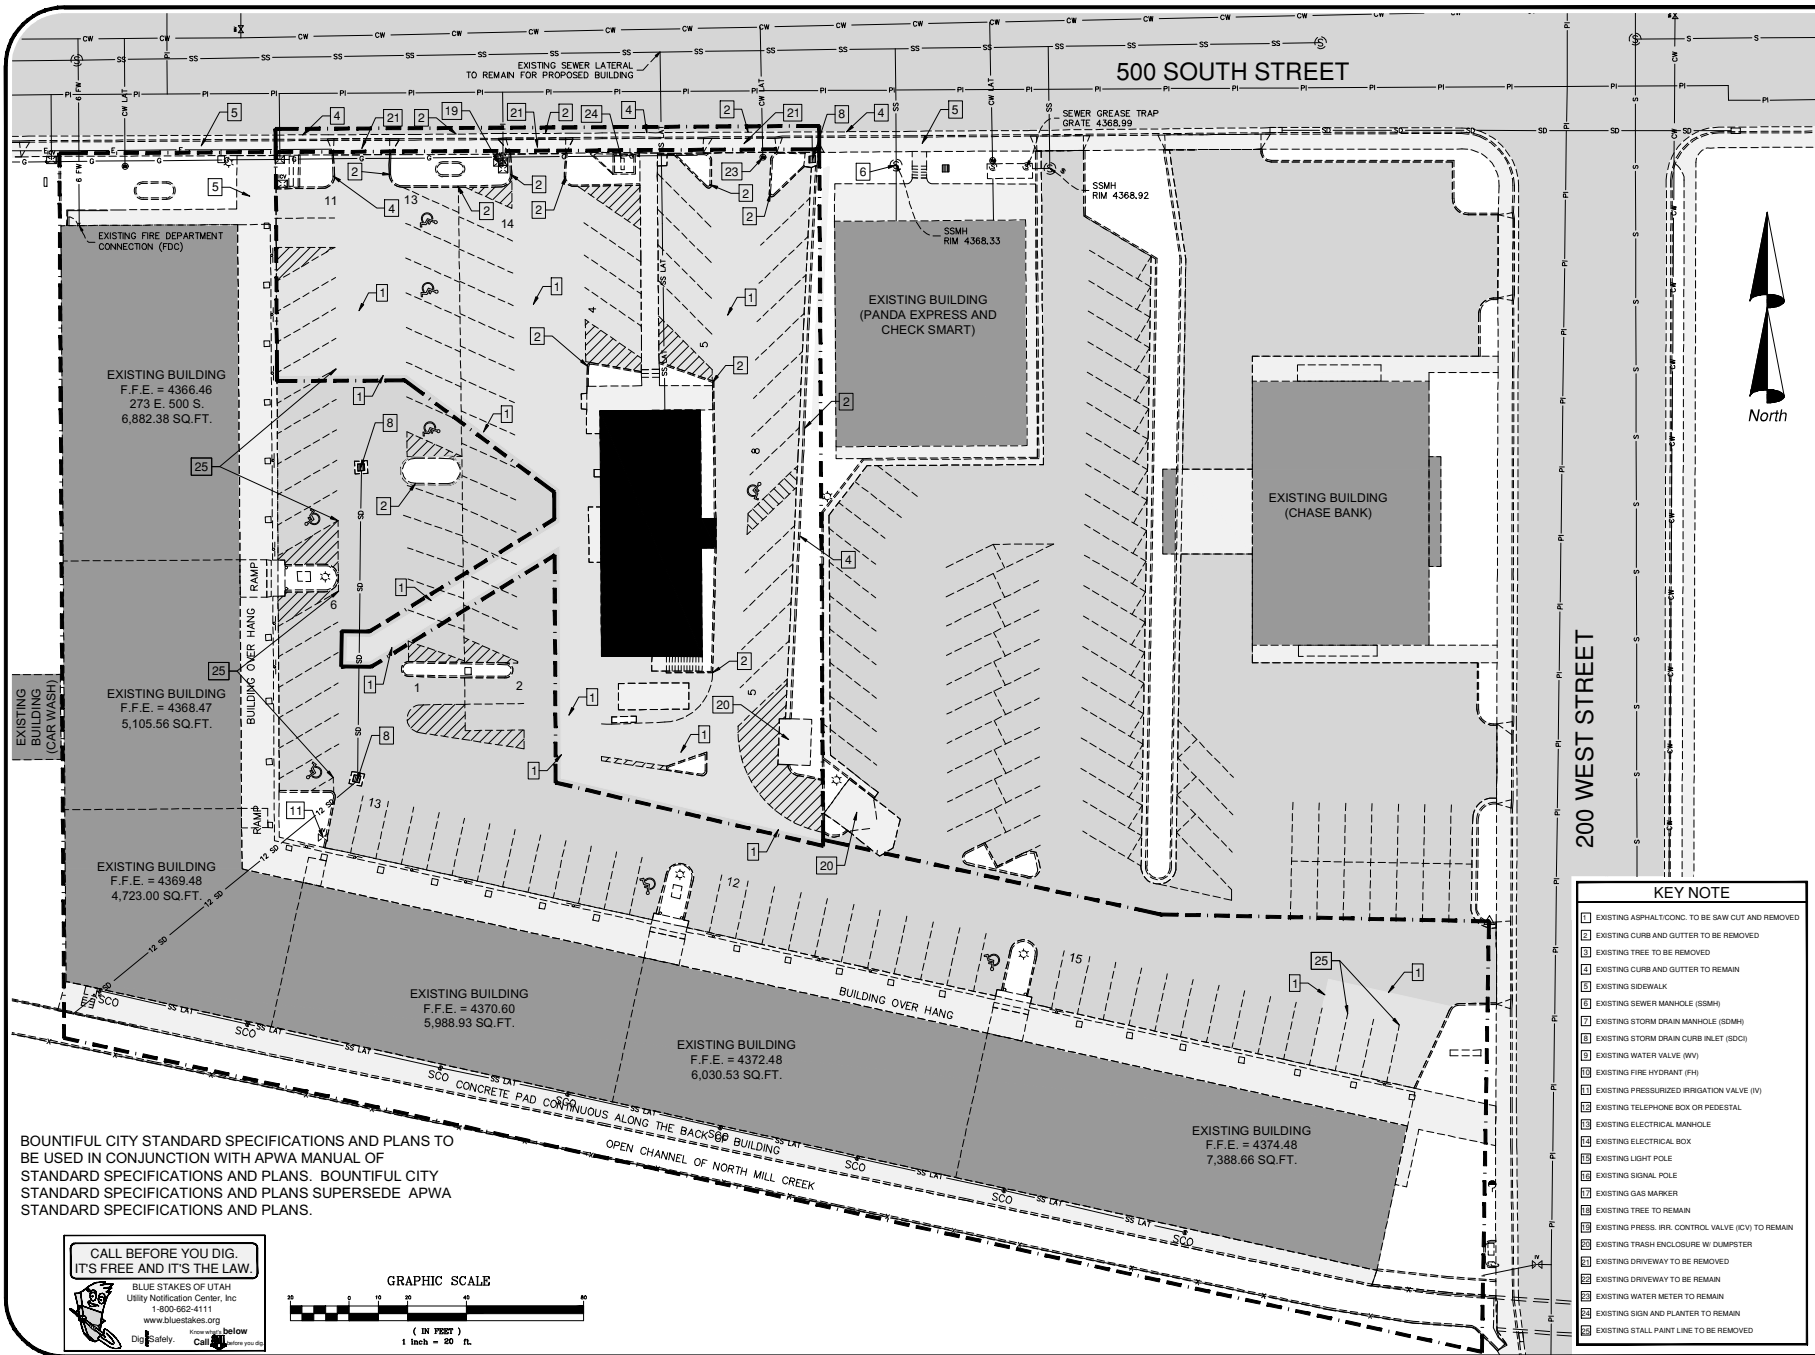 500 SOUTH STREET
EXISTING SEWER LATERAL
TO REMAIN FOR PROPOSED BUILDING
SEWER GREASE TRAP
GRATE 4368.99
SSMH
RIM 4368.92
SSMH
RIM 4368.33
EXISTING FIRE DEPARTMENT
CONNECTION (FDC)
EXISTING BUILDING
(PANDA EXPRESS AND
CHECK SMART)
EXISTING BUILDING
F.F.E. = 4366.46
273 E. 500 S.
6,882.38 SQ.FT.
North
EXISTING BUILDING
(CHASE BANK)
RAMP
BUILDING OVER HANG
EXISTING
BUILDING
(CAR WASH)
EXISTING BUILDING
F.F.E. = 4368.47
5,105.56 SQ.FT.
200 WEST STREET
RAMP
EXISTING BUILDING
F.F.E. = 4369.48
4,723.00 SQ.FT.
EXISTING BUILDING
F.F.E. = 4370.60
5,988.93 SQ.FT.
BUILDING OVER HANG
EXISTING BUILDING
F.F.E. = 4372.48
6,030.53 SQ.FT.
EXISTING BUILDING
F.F.E. = 4374.48
7,388.66 SQ.FT.
CONCRETE PAD CONTINUOUS ALONG THE BACK OF BUILDING
OPEN CHANNEL OF NORTH MILL CREEK
BOUNTIFUL CITY STANDARD SPECIFICATIONS AND PLANS TO
BE USED IN CONJUNCTION WITH APWA MANUAL OF
STANDARD SPECIFICATIONS AND PLANS. BOUNTIFUL CITY
STANDARD SPECIFICATIONS AND PLANS SUPERSEDE APWA
STANDARD SPECIFICATIONS AND PLANS.
CALL BEFORE YOU DIG.
IT'S FREE AND IT'S THE LAW.
BLUE STAKES OF UTAH
Utility Notification Center, Inc
1-800-662-4111
www.bluestakes.org
Dig Safely.
Know what's below
Call before you dig
GRAPHIC SCALE
20 0 10 20 40 80
( IN FEET )
1 inch = 20 ft.
KEY NOTE
1 EXISTING ASPHALT/CONC. TO BE SAW CUT AND REMOVED
2 EXISTING CURB AND GUTTER TO BE REMOVED
3 EXISTING TREE TO BE REMOVED
4 EXISTING CURB AND GUTTER TO REMAIN
5 EXISTING SIDEWALK
6 EXISTING SEWER MANHOLE (SSMH)
7 EXISTING STORM DRAIN MANHOLE (SDMH)
8 EXISTING STORM DRAIN CURB INLET (SDCI)
9 EXISTING WATER VALVE (WV)
10 EXISTING FIRE HYDRANT (FH)
11 EXISTING PRESSURIZED IRRIGATION VALVE (IV)
12 EXISTING TELEPHONE BOX OR PEDESTAL
13 EXISTING ELECTRICAL MANHOLE
14 EXISTING ELECTRICAL BOX
15 EXISTING LIGHT POLE
16 EXISTING SIGNAL POLE
17 EXISTING GAS MARKER
18 EXISTING TREE TO REMAIN
19 EXISTING PRESS. IRR. CONTROL VALVE (ICV) TO REMAIN
20 EXISTING TRASH ENCLOSURE W/ DUMPSTER
21 EXISTING DRIVEWAY TO BE REMOVED
22 EXISTING DRIVEWAY TO BE REMAIN
23 EXISTING WATER METER TO REMAIN
24 EXISTING SIGN AND PLANTER TO REMAIN
25 EXISTING STALL PAINT LINE TO BE REMOVED